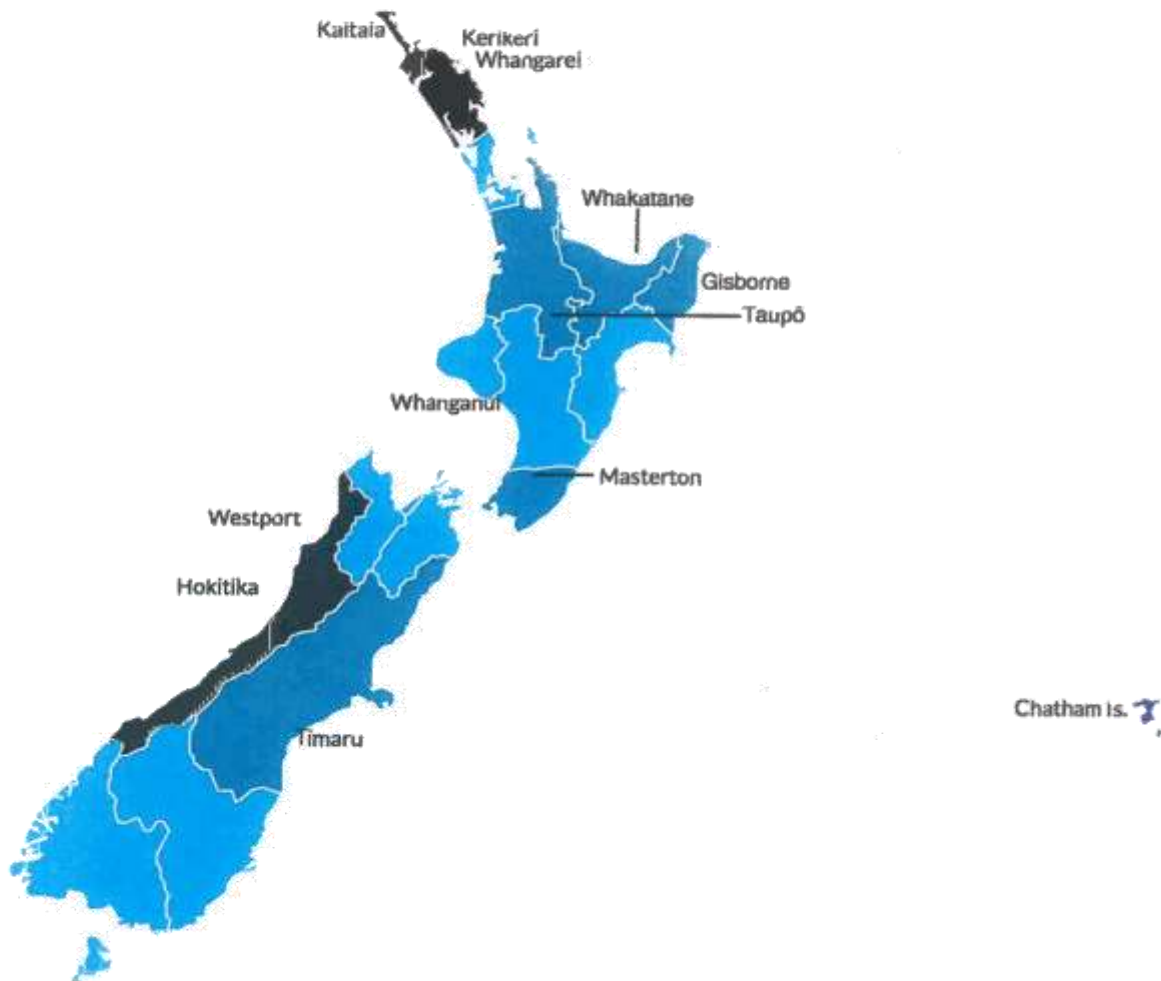 Kaitaia
Kerikeri
Whangarei
Whakatane
Gisborne
Taupō
Whanganui
Masterton
Westport
Hokitika
Chatham Is.
Timaru